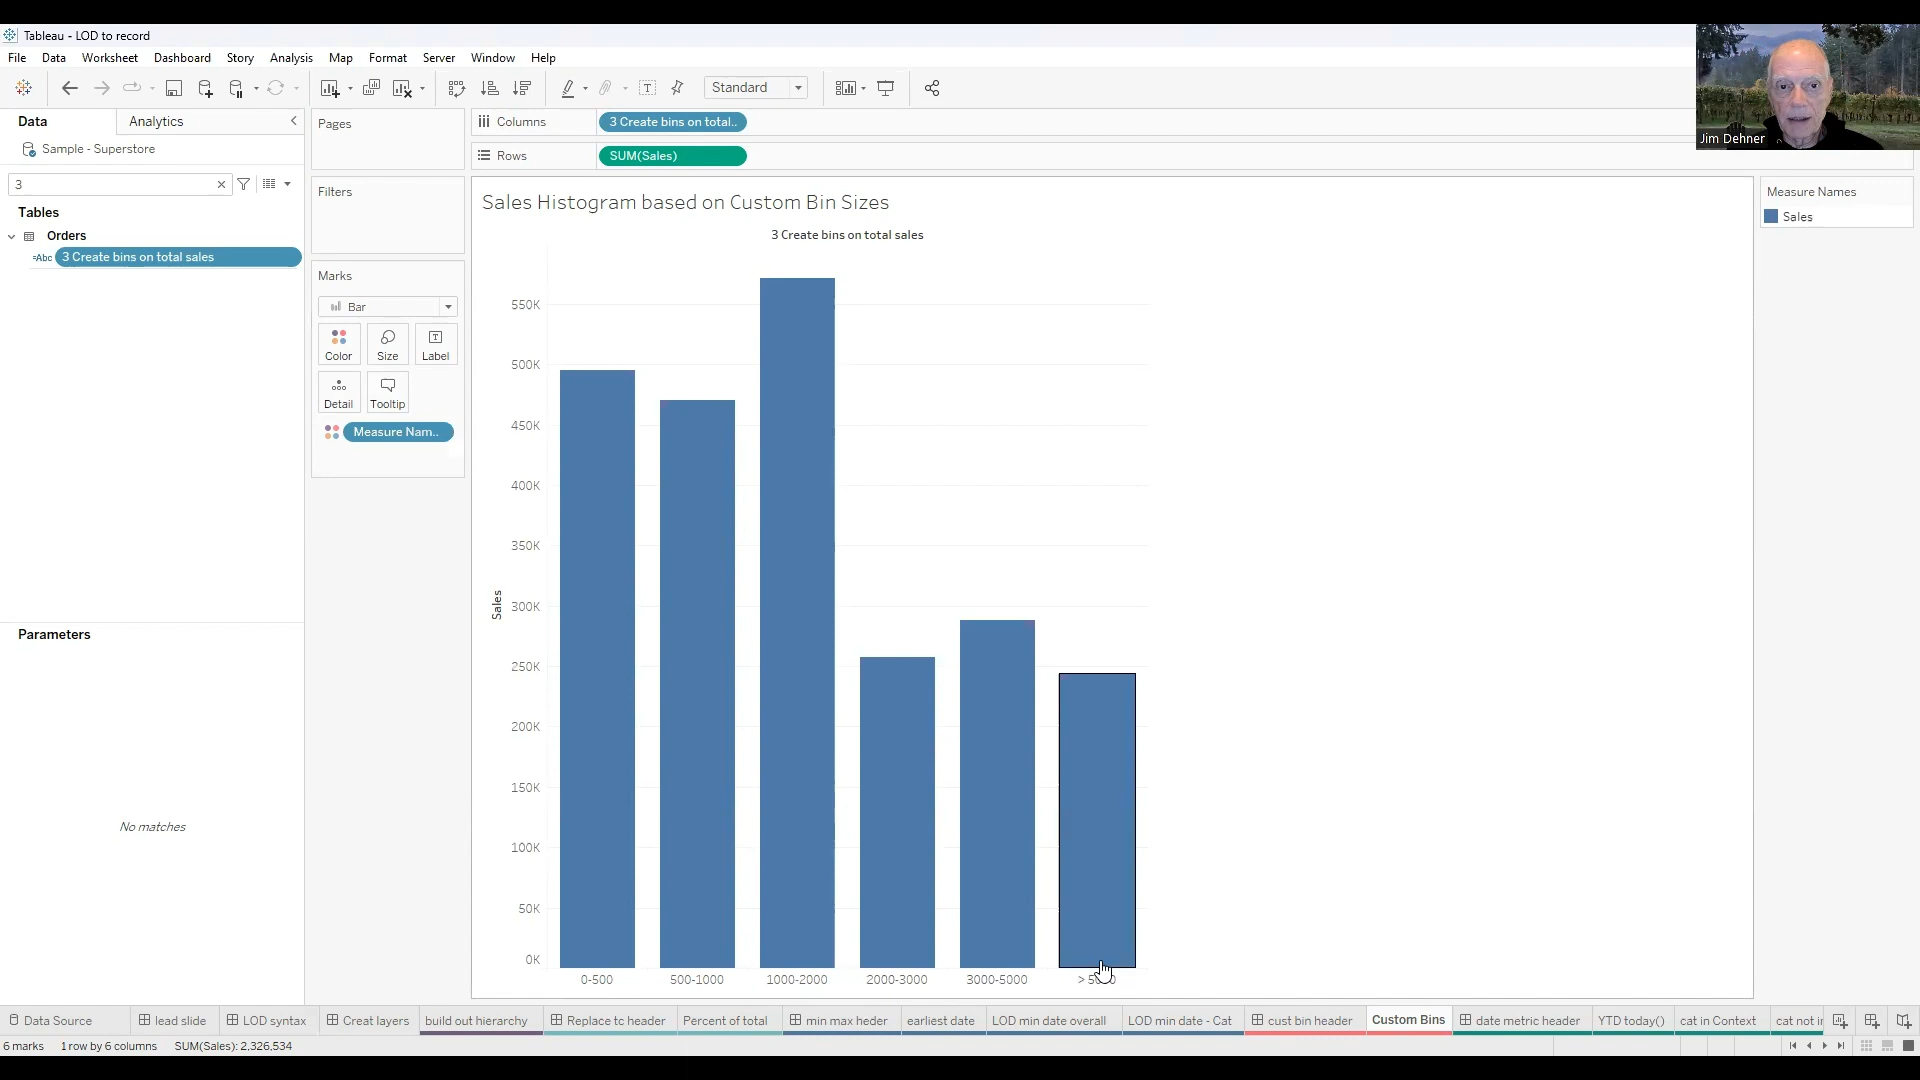 Tableau - LOD to record
File Data Worksheet Dashboard Story Analysis Map Format Server Window Help
Standard
Jim Dehner
Data Analytics
Sample - Superstore
3
Tables
Orders
=Abc 3 Create bins on total sales
Parameters
No matches
Pages
Filters
Marks
Bar
Color Size Label
Detail Tooltip
Measure Nam..
Columns 3 Create bins on total..
Rows SUM(Sales)
Sales Histogram based on Custom Bin Sizes
3 Create bins on total sales
550K
500K
450K
400K
350K
300K
250K
200K
150K
100K
50K
0K
Sales
0-500 500-1000 1000-2000 2000-3000 3000-5000
Measure Names
Sales
Data Source lead slide LOD syntax Creat layers build out hierarchy Replace tc header Percent of total min max heder earliest date LOD min date overall LOD min date - Cat cust bin header Custom Bins date metric header YTD today() cat in Context cat not
6 marks 1 row by 6 columns SUM(Sales): 2,326,534